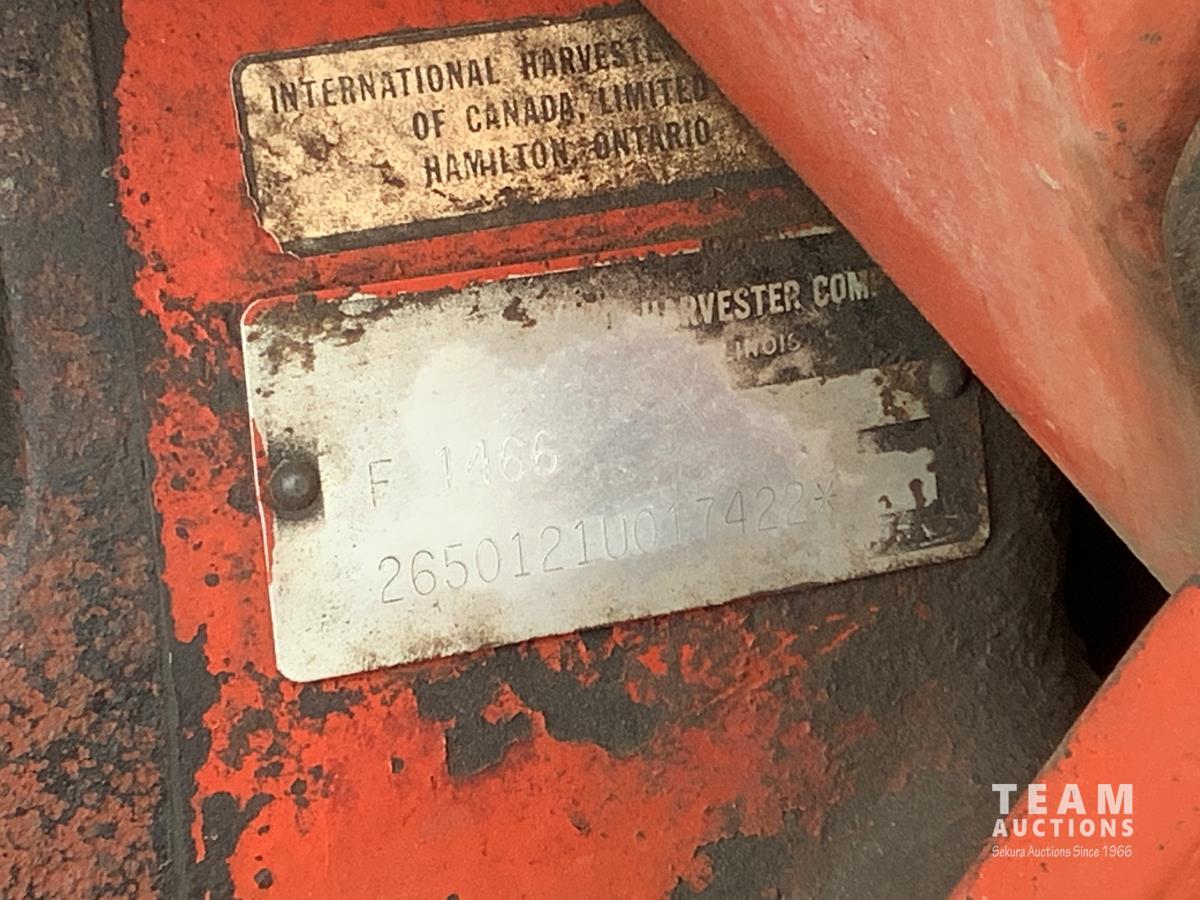 INTERNATIONAL HARVESTE
OF CANADA, LIMITED
HAMILTON, ONTARIO
HARVESTER COM
INOIS
F 1466
2650121U017422*
TEAM
AUCTIONS
Sekura Auctions Since 1966